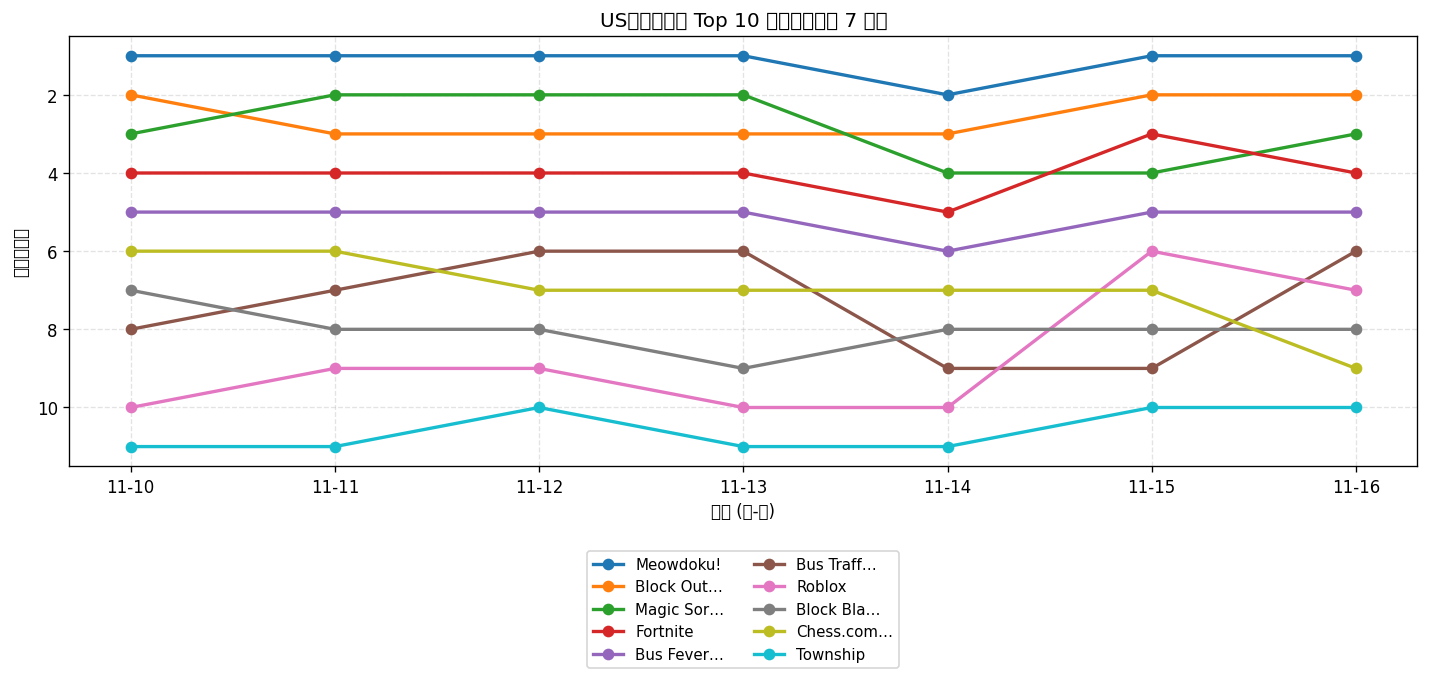 US Top 10 7
2
4
6
8
10
11-10 11-11 11-12 11-13 11-14 11-15 11-16
Meowdoku!
Block Out...
Magic Sor...
Fortnite
Bus Fever...
Bus Traff...
Roblox
Block Bla...
Chess.com...
Township